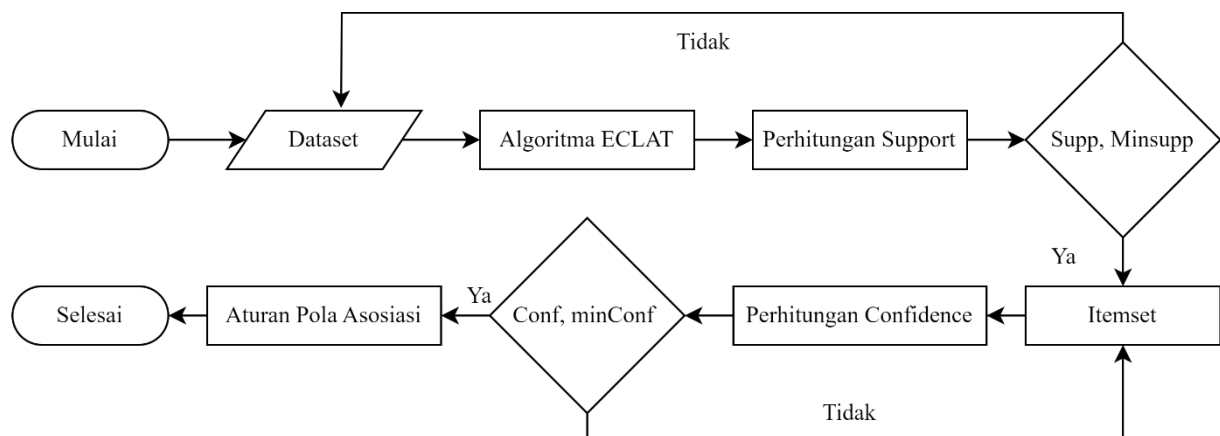 Tidak
Mulai
Dataset
Algoritma ECLAT
Perhitungan Support
Supp, Minsupp
Ya
Selesai
Aturan Pola Asosiasi
Ya
Conf, minConf
Perhitungan Confidence
Itemset
Tidak